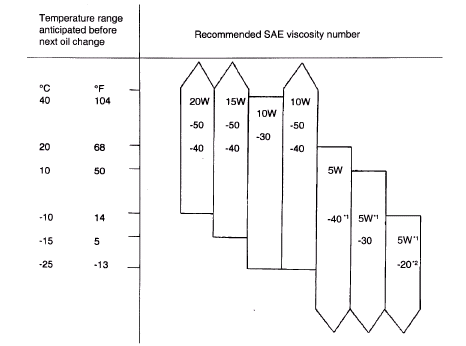 Temperature range
anticipated before
next oil change
Recommended SAE viscosity number
°C °F
40 104
20 68
10 50
-10 14
-15 5
-25 -13
20W
-50
-40
15W
-50
-40
10W
-30
10W
-50
-40
5W
-40*1
5W*1
-30
5W*1
-20*2